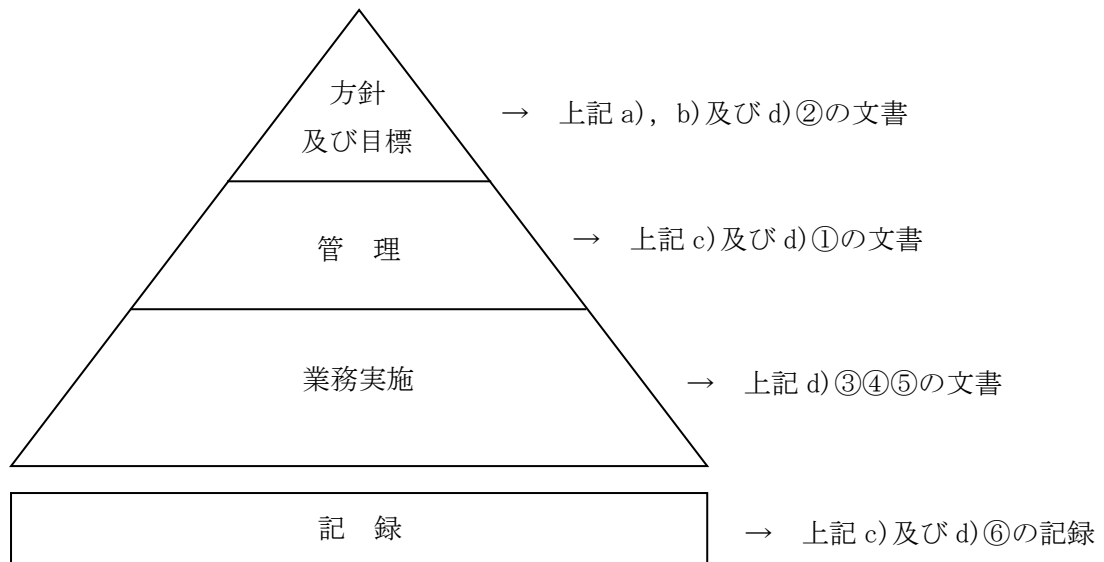 方針
及び目標
→ 上記 a), b)及び d)②の文書
管 理
→ 上記 c)及び d)①の文書
業務実施
→ 上記 d)③④⑤の文書
記 録
→ 上記 c)及び d)⑥の記録